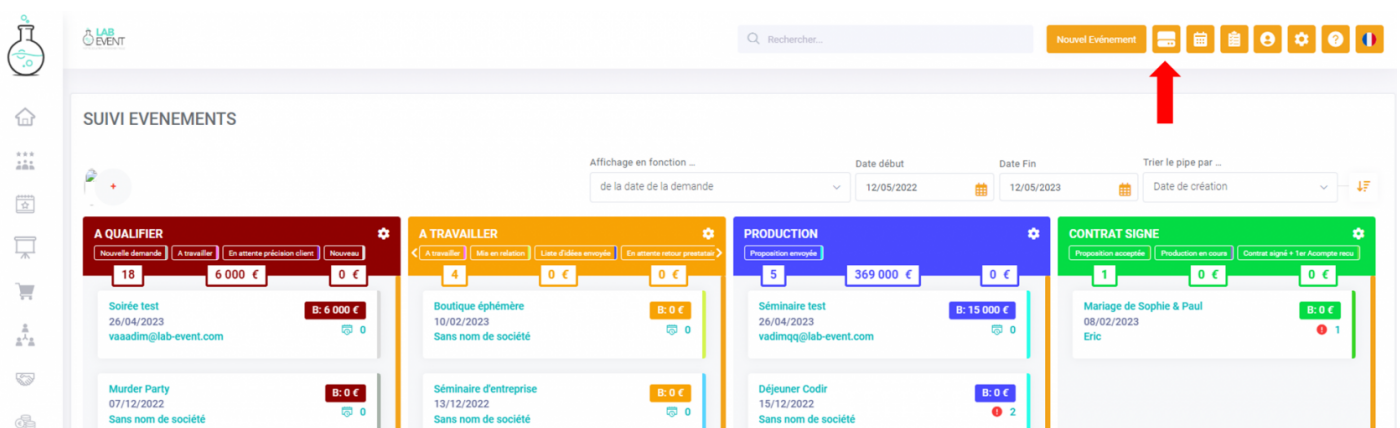 LAB
EVENT
Rechercher...
Nouvel Evénement
SUIVI EVENEMENTS
Affichage en fonction ...
Date début
Date Fin
Trier le pipe par ...
+
de la date de la demande
12/05/2022
12/05/2023
Date de création
A QUALIFIER
Nouvelle demande
A travailler
En attente précision client
Nouveau
18
6 000 €
0 €
Soirée test
B: 6 000 €
26/04/2023
0
vaaadim@lab-event.com
Murder Party
B: 0 €
07/12/2022
0
Sans nom de société
A TRAVAILLER
A travailler
Mis en relation
Liste d'idées envoyée
En attente retour prestatair
4
0 €
0 €
Boutique éphémère
B: 0 €
10/02/2023
0
Sans nom de société
Séminaire d'entreprise
B: 0 €
13/12/2022
0
Sans nom de société
PRODUCTION
Proposition envoyée
5
369 000 €
0 €
Séminaire test
B: 15 000 €
26/04/2023
0
vadimqq@lab-event.com
Déjeuner Codir
B: 0 €
15/12/2022
2
Sans nom de société
CONTRAT SIGNE
Proposition acceptée
Production en cours
Contrat signé + 1er Acompte recu
1
0 €
0 €
Mariage de Sophie & Paul
B: 0 €
08/02/2023
1
Eric